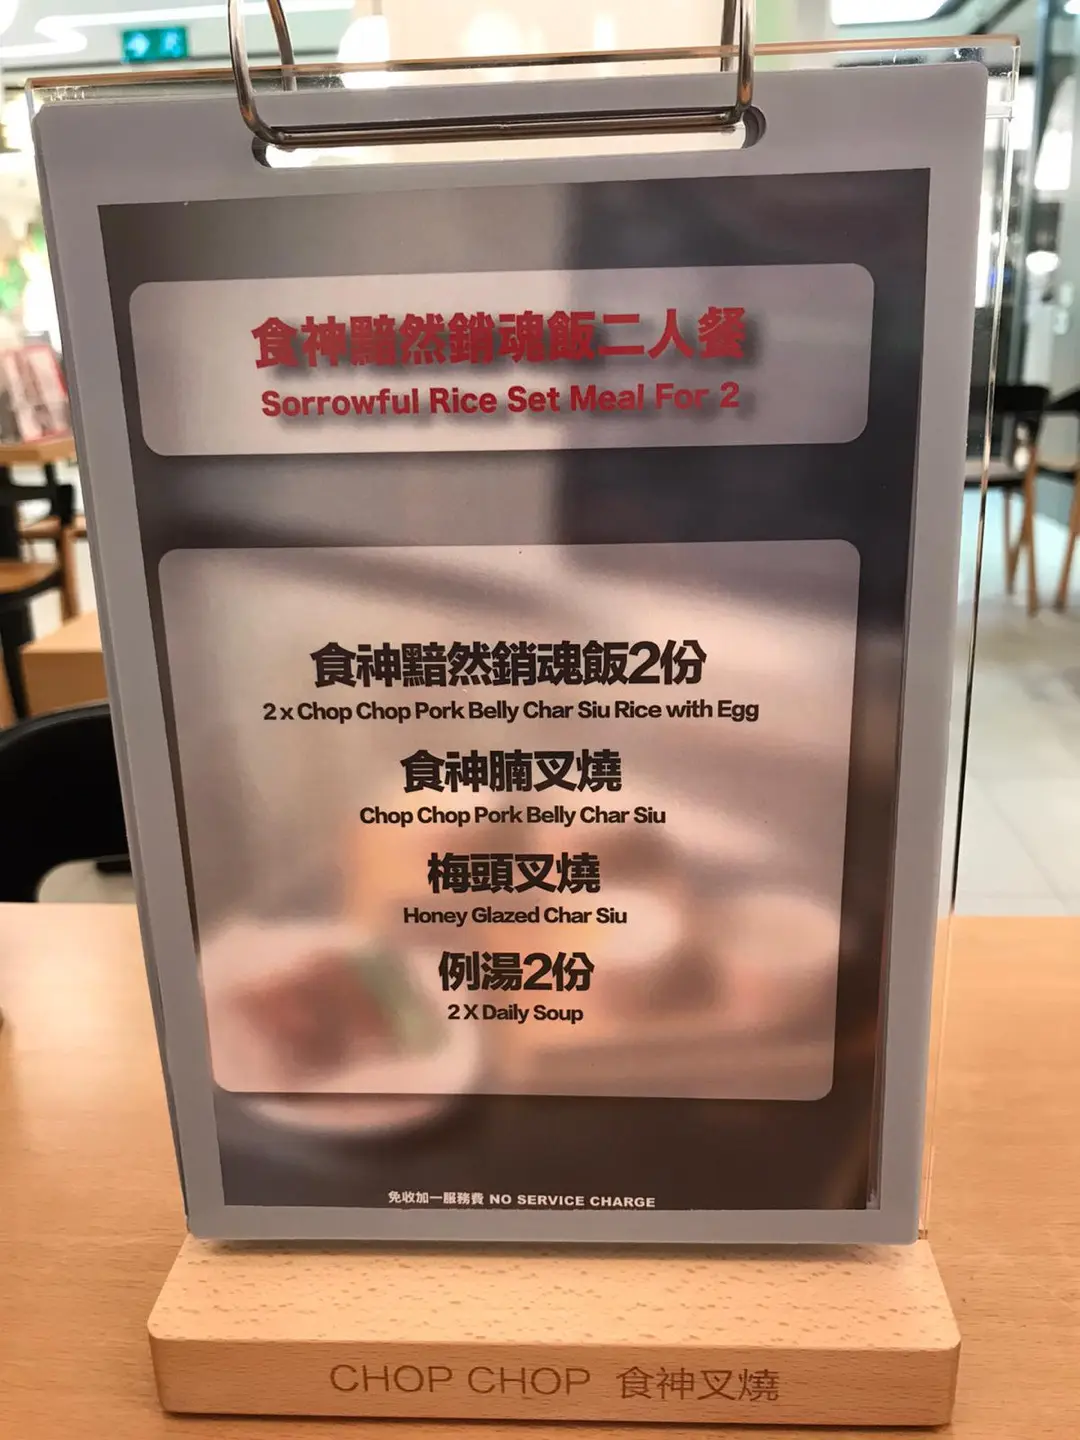 食神黯然銷魂飯二人餐
Sorrowful Rice Set Meal For 2
食神黯然銷魂飯2份
2 x Chop Chop Pork Belly Char Siu Rice with Egg
食神腩叉燒
Chop Chop Pork Belly Char Siu
梅頭叉燒
Honey Glazed Char Siu
例湯2份
2 X Daily Soup
免收加一服務費 NO SERVICE CHARGE
CHOP CHOP 食神叉燒